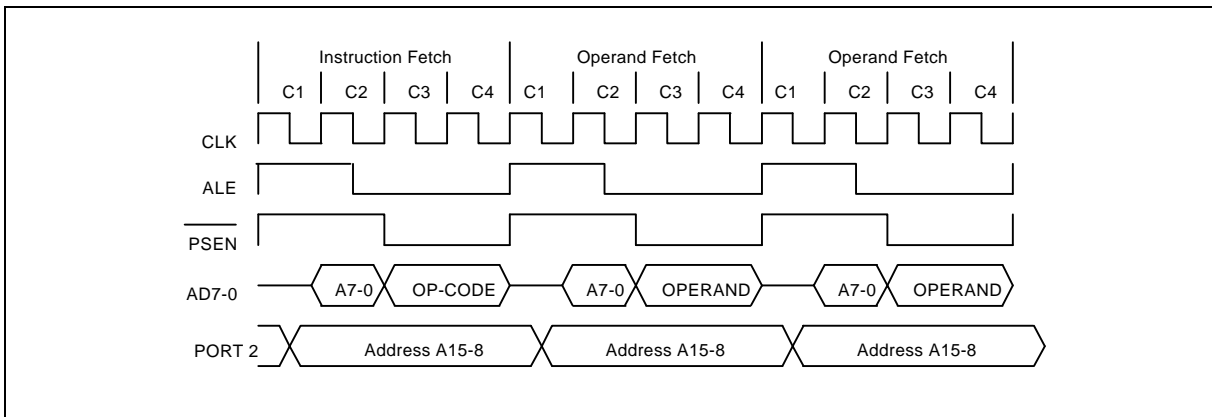 Instruction Fetch Operand Fetch Operand Fetch
C1 C2 C3 C4 C1 C2 C3 C4 C1 C2 C3 C4
CLK
ALE
PSEN
AD7-0 A7-0 OP-CODE A7-0 OPERAND A7-0 OPERAND
PORT 2 Address A15-8 Address A15-8 Address A15-8